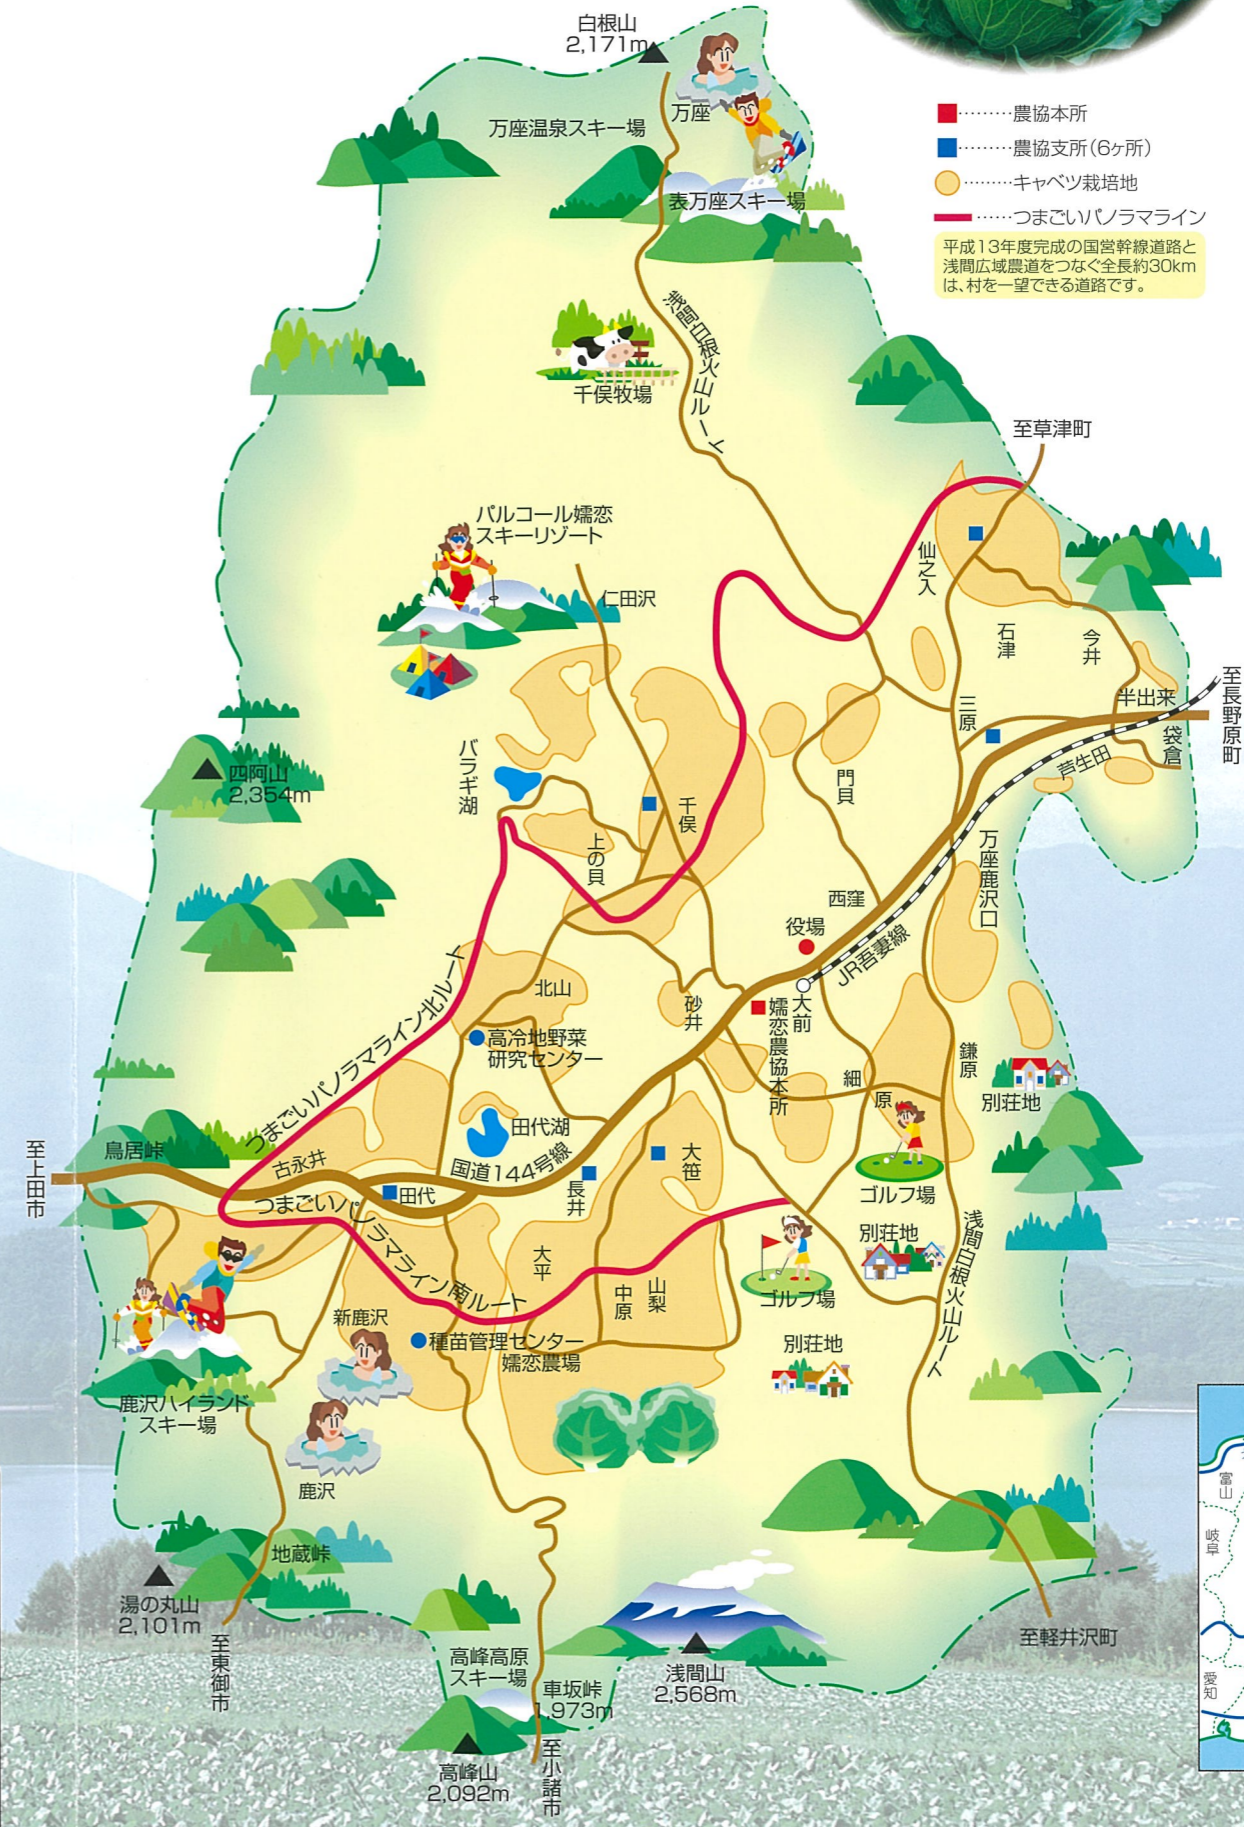 白根山
2,171m
万座
万座温泉スキー場
表万座スキー場
■………農協本所
■………農協支所(6ヶ所)
………キャベツ栽培地
……つまごいパノラマライン
平成13年度完成の国営幹線道路と
浅間広域農道をつなぐ全長約30km
は、村を一望できる道路です。
浅間白根火山ルート
千俣牧場
至草津町
パルコール嬬恋
スキーリゾート
仁田沢
仙之入
石津
今井
半出来
至長野原町
袋倉
三原
芦生田
四阿山
2,354m
バラギ湖
千俣
門貝
上の貝
万座鹿沢口
西窪
役場
JR吾妻線
大前
つまごいパノラマライン北ルート
北山
砂井
嬬恋農協本所
高冷地野菜
研究センター
細
原
鎌原
別荘地
田代湖
至上田市
鳥居峠
古永井
国道144号線
大笹
長井
田代
ゴルフ場
つまごいパノラマライン南ルート
別荘地
浅間白根火山ルート
大平
中原
山梨
ゴルフ場
新鹿沢
種苗管理センター
嬬恋農場
別荘地
鹿沢ハイランド
スキー場
鹿沢
富山
岐阜
愛知
地蔵峠
湯の丸山
2,101m
至東御市
高峰高原
スキー場
車坂峠
1,973m
浅間山
2,568m
至軽井沢町
高峰山
2,092m
至小諸市